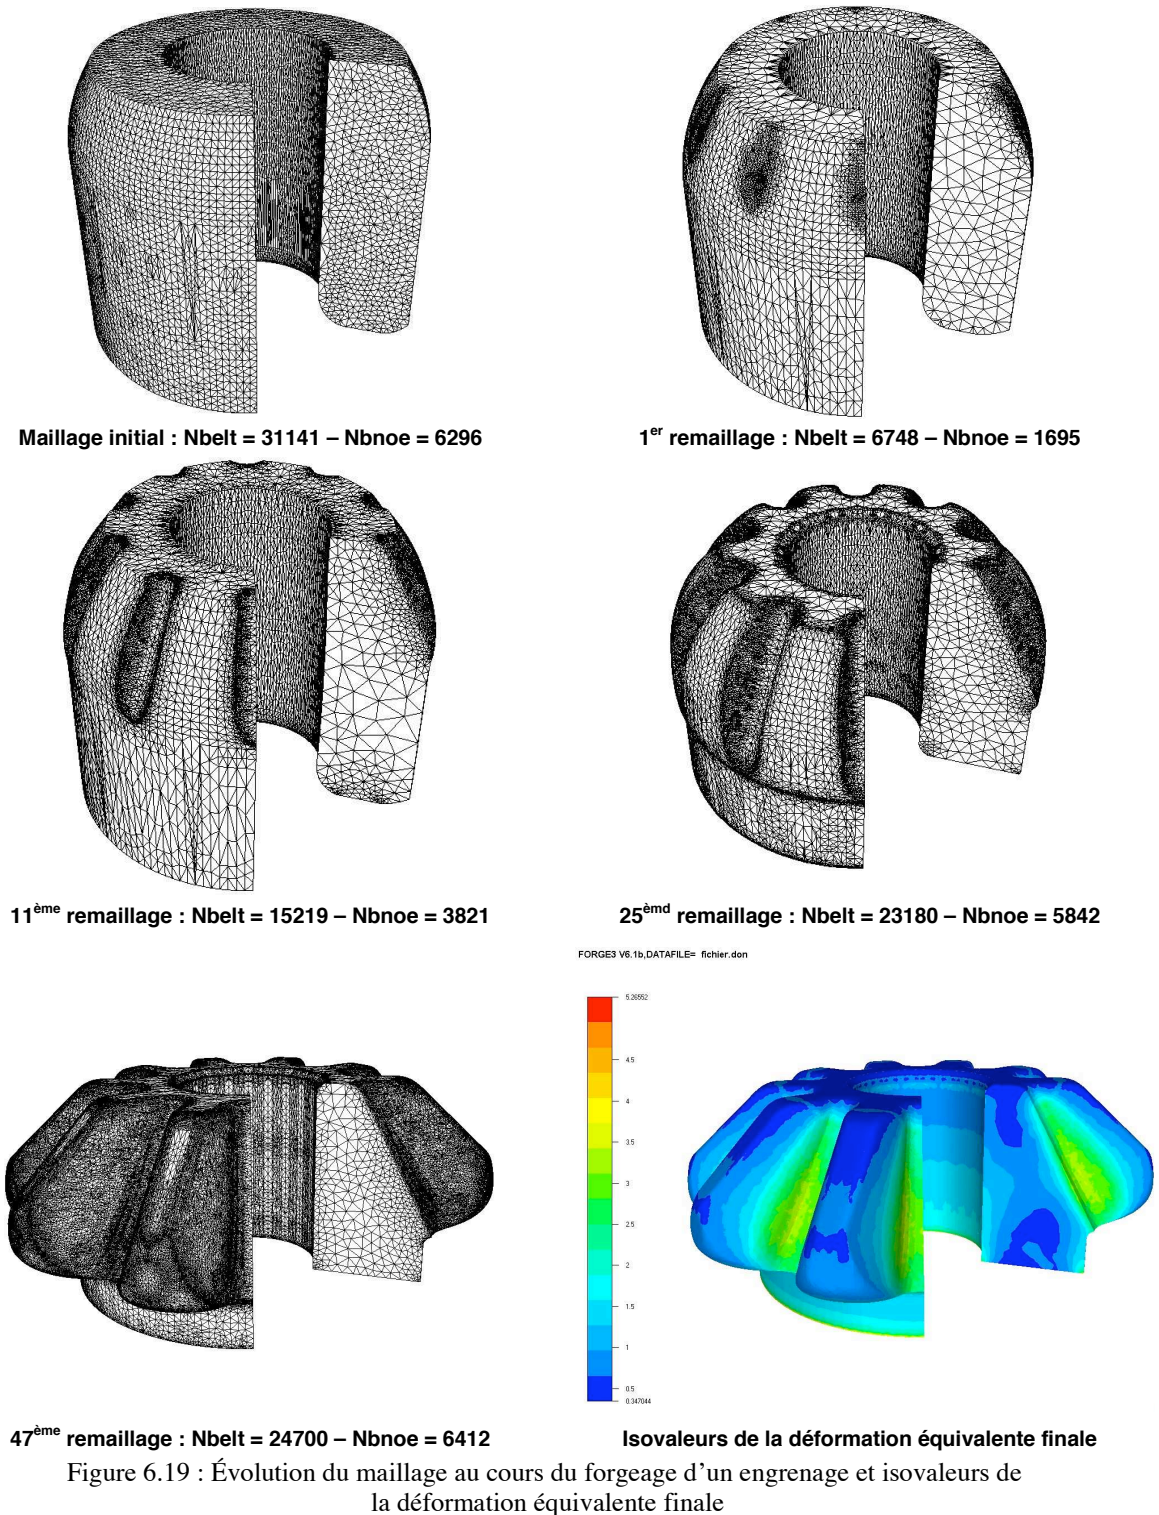 Maillage initial : Nbelt = 31141 – Nbnoe = 6296
1er remaillage : Nbelt = 6748 – Nbnoe = 1695
11ème remaillage : Nbelt = 15219 – Nbnoe = 3821
25èmd remaillage : Nbelt = 23180 – Nbnoe = 5842
FORGE3 V6.1b,DATAFILE= fichier.don
5.26552
4.5
4
3.5
3
2.5
2
1.5
1
0.5
0.347044
47ème remaillage : Nbelt = 24700 – Nbnoe = 6412
Isovaleurs de la déformation équivalente finale
Figure 6.19 : Évolution du maillage au cours du forgeage d’un engrenage et isovaleurs de
la déformation équivalente finale